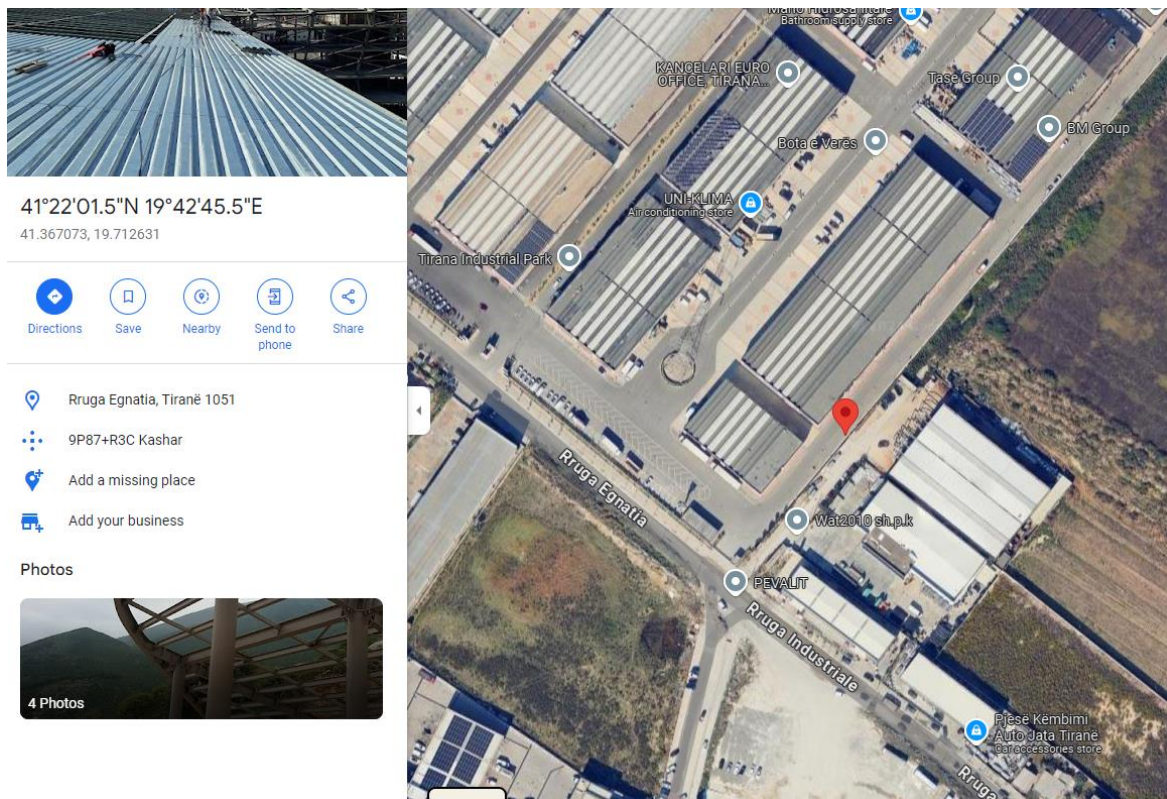 41°22'01.5"N 19°42'45.5"E
41.367073, 19.712631
Directions
Save
Nearby
Send to
phone
Share
Rruga Egnatia, Tiranë 1051
9P87+R3C Kashar
Add a missing place
Add your business
Photos
4 Photos
Bathroom supply store
KANCELARI EURO
OFFICE, TIRANA...
Tase Group
BM Group
Bota e Verës
UNI-KLIMA
Air conditioning store
Tirana Industrial Park
Rruga Egnatia
Wat2010 sh.p.k
PEVALIT
Rruga Industriale
Pjesë Këmbimi
Auto Jata Tiranë
Car accessories store
Rruga